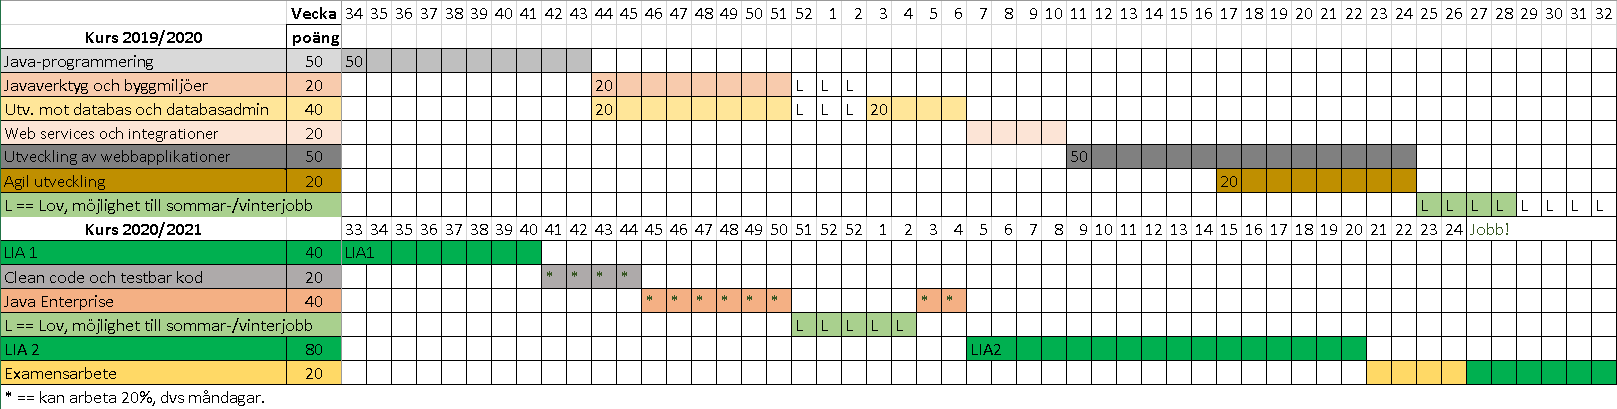 Vecka 34 35 36 37 38 39 40 41 42 43 44 45 46 47 48 49 50 51 52 1 2 3 4 5 6 7 8 9 10 11 12 13 14 15 16 17 18 19 20 21 22 23 24 25 26 27 28 29 30 31 32
Kurs 2019/2020 poäng
Java-programmering 50 50
Javaverktyg och byggmiljöer 20 20 L L L
Utv. mot databas och databasadmin 40 20 L L L 20
Web services och integrationer 20
Utveckling av webbapplikationer 50 50
Agil utveckling 20 20
L == Lov, möjlighet till sommar-/vinterjobb L L L L L L L L
Kurs 2020/2021 33 34 35 36 37 38 39 40 41 42 43 44 45 46 47 48 49 50 51 52 52 1 2 3 4 5 6 7 8 9 10 11 12 13 14 15 16 17 18 19 20 21 22 23 24 Jobb!
LIA 1 40 LIA1
Clean code och testbar kod 20 * * * *
Java Enterprise 40 * * * * * * * *
L == Lov, möjlighet till sommar-/vinterjobb L L L L L
LIA 2 80 LIA2
Examensarbete 20
* == kan arbeta 20%, dvs måndagar.